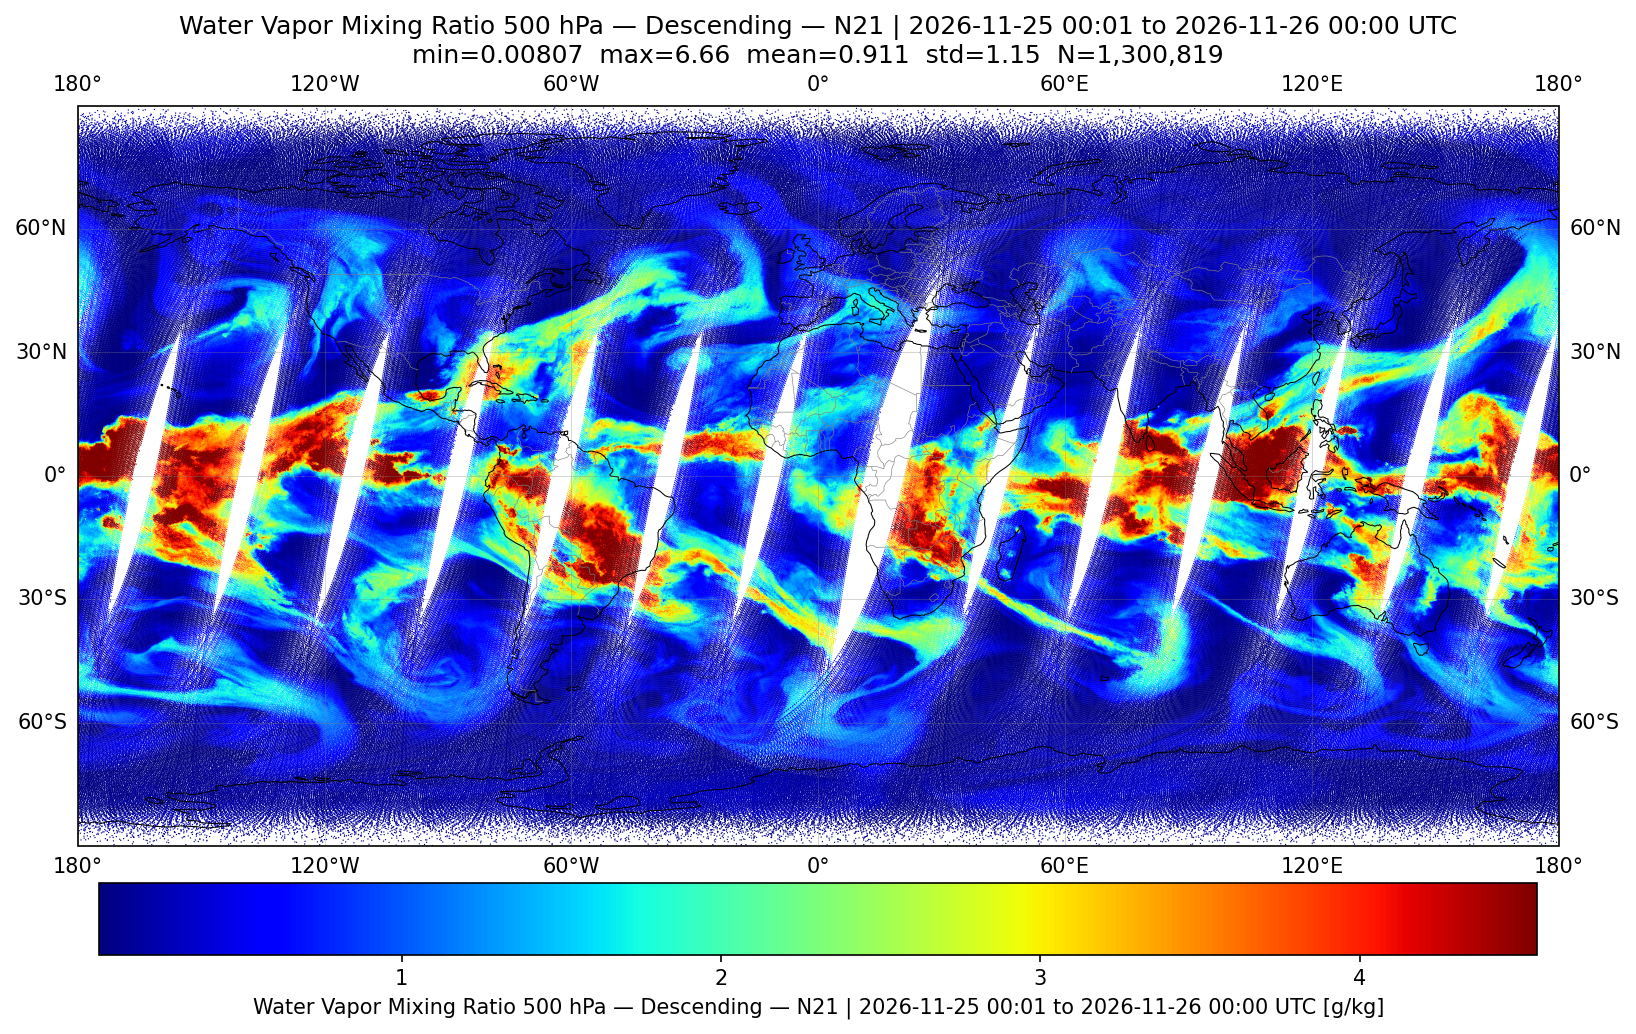 Water Vapor Mixing Ratio 500 hPa — Descending — N21 | 2026-11-25 00:01 to 2026-11-26 00:00 UTC
min=0.00807 max=6.66 mean=0.911 std=1.15 N=1,300,819
180° 120°W 60°W 0° 60°E 120°E 180°
60°N 60°N
30°N 30°N
0° 0°
30°S 30°S
60°S 60°S
180° 120°W 60°W 0° 60°E 120°E 180°
1 2 3 4
Water Vapor Mixing Ratio 500 hPa — Descending — N21 | 2026-11-25 00:01 to 2026-11-26 00:00 UTC [g/kg]